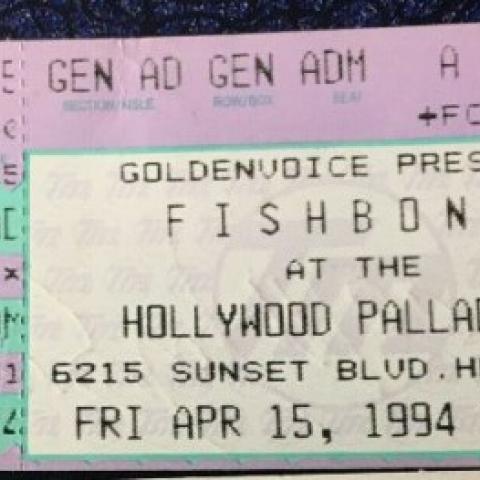 GEN AD GEN ADM A
SECTION/AISLE ROW/BOX SEAT
+FC
GOLDENVOICE PRES
FISHBON
AT THE
HOLLYWOOD PALLAD
6215 SUNSET BLVD.H
FRI APR 15, 1994